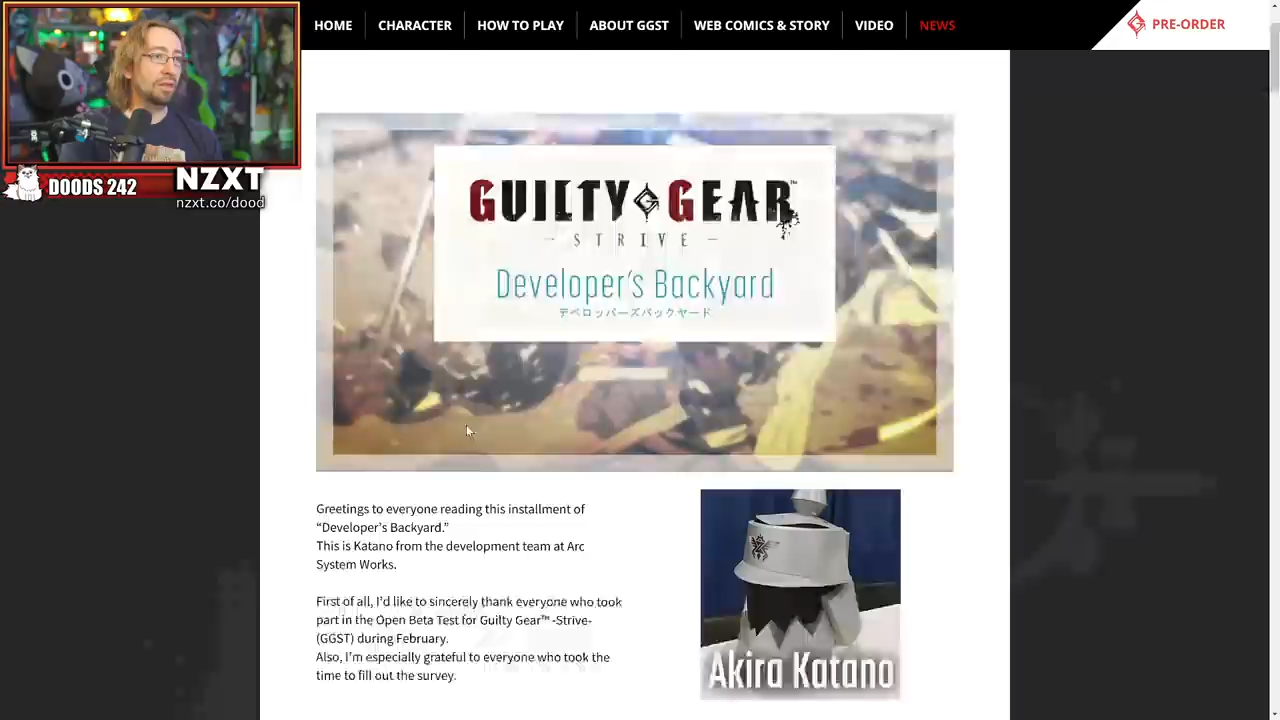 HOME
CHARACTER
HOW TO PLAY
ABOUT GGST
WEB COMICS & STORY
VIDEO
NEWS
PRE-ORDER
DOODS 242
NZXT
nzxt.co/dood
GUILTY GEAR™
- STRIVE -
Developer's Backyard
デベロッパーズバックヤード
Greetings to everyone reading this installment of
“Developer’s Backyard.”
This is Katano from the development team at Arc
System Works.
First of all, I’d like to sincerely thank everyone who took
part in the Open Beta Test for Guilty Gear™ -Strive-
(GGST) during February.
Also, I’m especially grateful to everyone who took the
time to fill out the survey.
Akira Katano